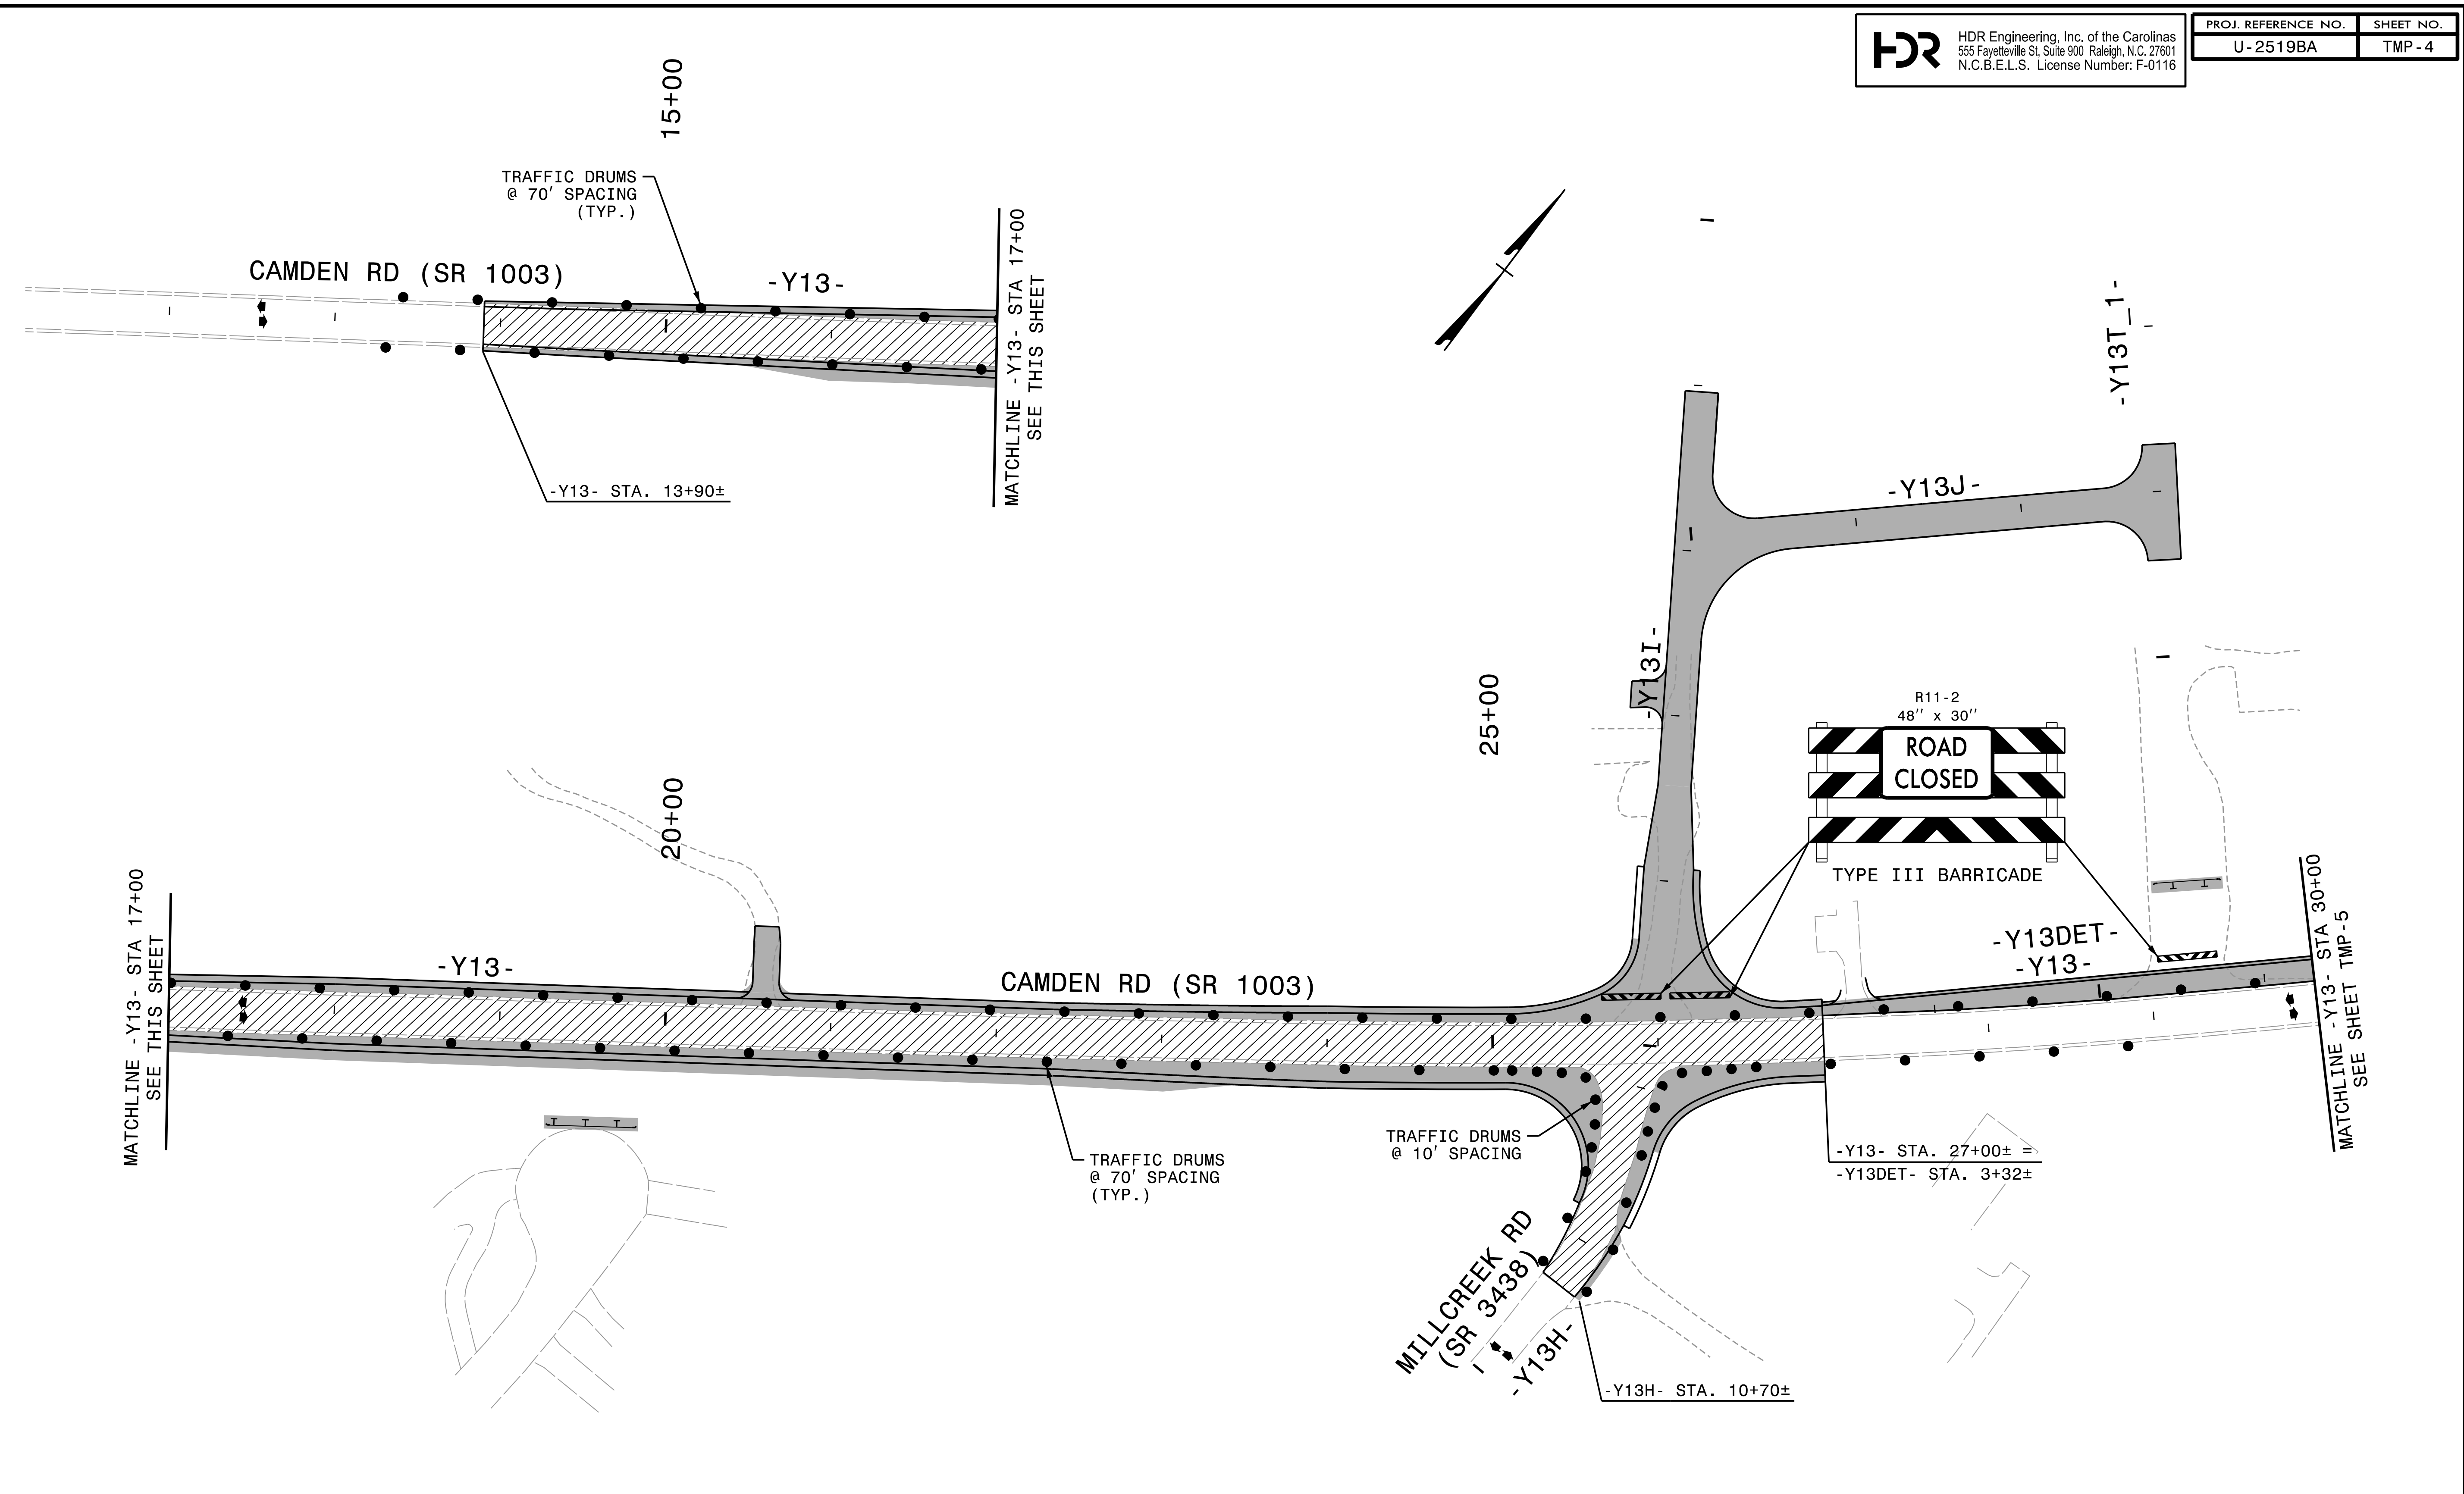 HDR
HDR Engineering, Inc. of the Carolinas
555 Fayetteville St, Suite 900 Raleigh, N.C. 27601
N.C.B.E.L.S. License Number: F-0116
PROJ. REFERENCE NO.
SHEET NO.
U-2519BA
TMP-4
15+00
TRAFFIC DRUMS
@ 70' SPACING
(TYP.)
CAMDEN RD (SR 1003)
-Y13-
MATCHLINE -Y13- STA 17+00
SEE THIS SHEET
-Y13- STA. 13+90±
-Y13T_1-
-Y13J-
-Y13I-
25+00
R11-2
48'' x 30''
ROAD
CLOSED
TYPE III BARRICADE
20+00
MATCHLINE -Y13- STA 17+00
SEE THIS SHEET
-Y13-
CAMDEN RD (SR 1003)
-Y13DET-
-Y13-
MATCHLINE -Y13- STA 30+00
SEE SHEET TMP-5
T T T
T T
TRAFFIC DRUMS
@ 70' SPACING
(TYP.)
TRAFFIC DRUMS
@ 10' SPACING
-Y13- STA. 27+00± =
-Y13DET- STA. 3+32±
MILLCREEK RD
(SR 3438)
-Y13H-
-Y13H- STA. 10+70±